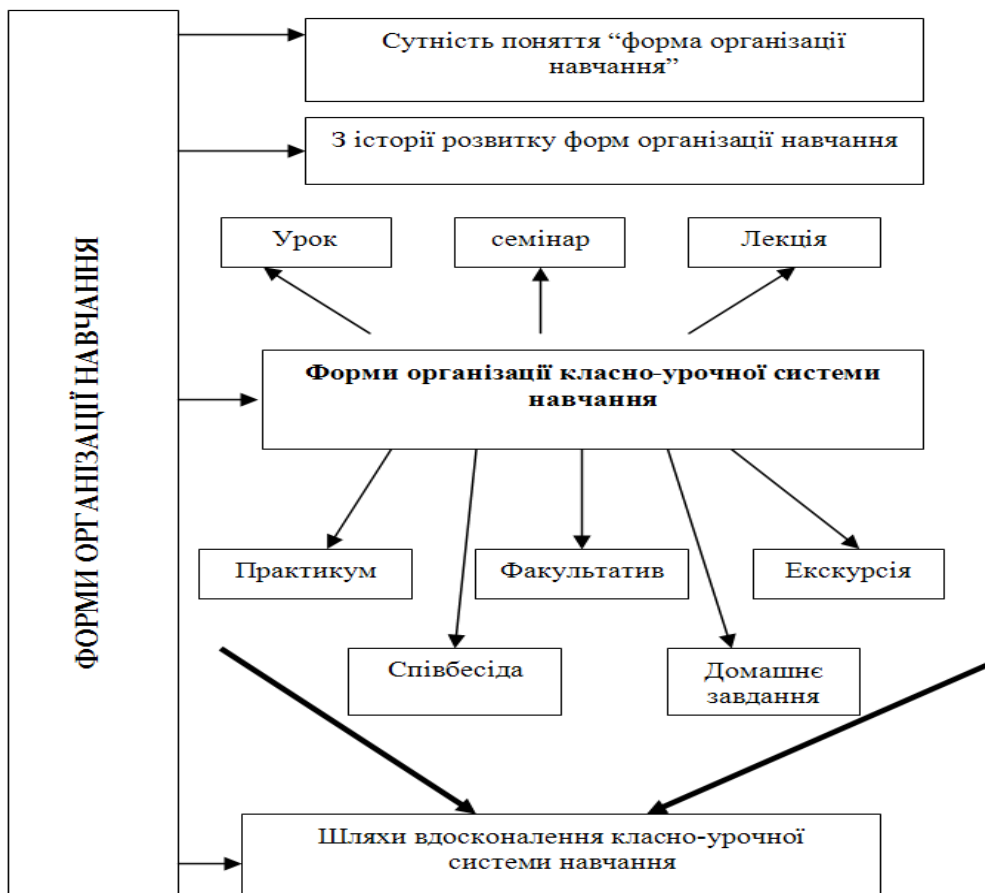 ФОРМИ ОРГАНІЗАЦІЇ НАВЧАННЯ
Сутність поняття “форма організації
навчання”
З історії розвитку форм організації навчання
Урок
семінар
Лекція
Форми організації класно-урочної системи
навчання
Практикум
Факультатив
Екскурсія
Співбесіда
Домашнє
завдання
Шляхи вдосконалення класно-урочної
системи навчання